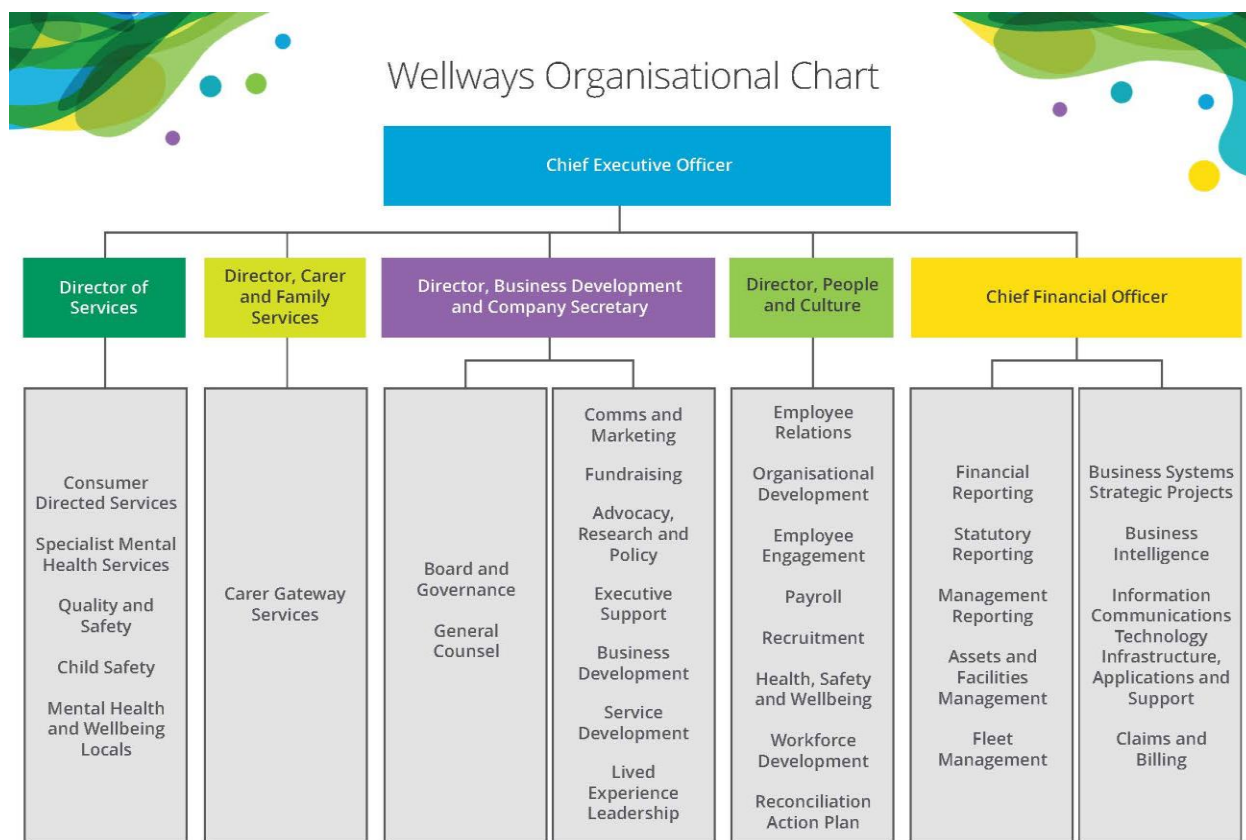 Wellways Organisational Chart
Chief Executive Officer
Director of
Services
Director, Carer
and Family
Services
Director, Business Development
and Company Secretary
Director, People
and Culture
Chief Financial Officer
Consumer
Directed Services
Specialist Mental
Health Services
Quality and
Safety
Child Safety
Mental Health
and Wellbeing
Locals
Carer Gateway
Services
Board and
Governance
General
Counsel
Comms and
Marketing
Fundraising
Advocacy,
Research and
Policy
Executive
Support
Business
Development
Service
Development
Lived
Experience
Leadership
Employee
Relations
Organisational
Development
Employee
Engagement
Payroll
Recruitment
Health, Safety
and Wellbeing
Workforce
Development
Reconciliation
Action Plan
Financial
Reporting
Statutory
Reporting
Management
Reporting
Assets and
Facilities
Management
Fleet
Management
Business Systems
Strategic Projects
Business
Intelligence
Information
Communications
Technology
Infrastructure,
Applications and
Support
Claims and
Billing